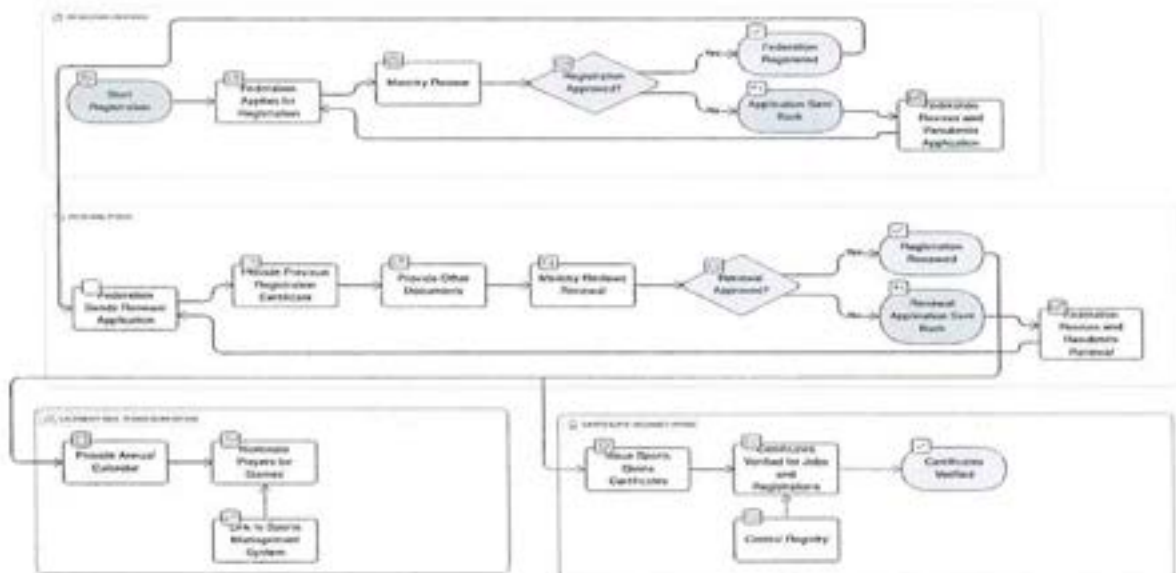 Start
Registration
Federation
Applies for
Registration
Ministry Review
Registration
Approved?
Yes
Federation
Registered
No
Application Sent
Back
Federation
Revises and
Resubmits
Application
Federation
Sends Renewal
Application
Provide Previous
Registration
Certificate
Provide Other
Documents
Ministry Reviews
Renewal
Renewal
Approved?
Yes
Registration
Renewed
No
Renewal
Application Sent
Back
Federation
Revises and
Resubmits
Renewal
Provide Annual
Calendar
Nominate
Players for
Games
Link to Sports
Management
System
Issue Sports
Certificates
Certificates
Verified for Jobs
and
Registrations
Certificates
Verified
Central Registry